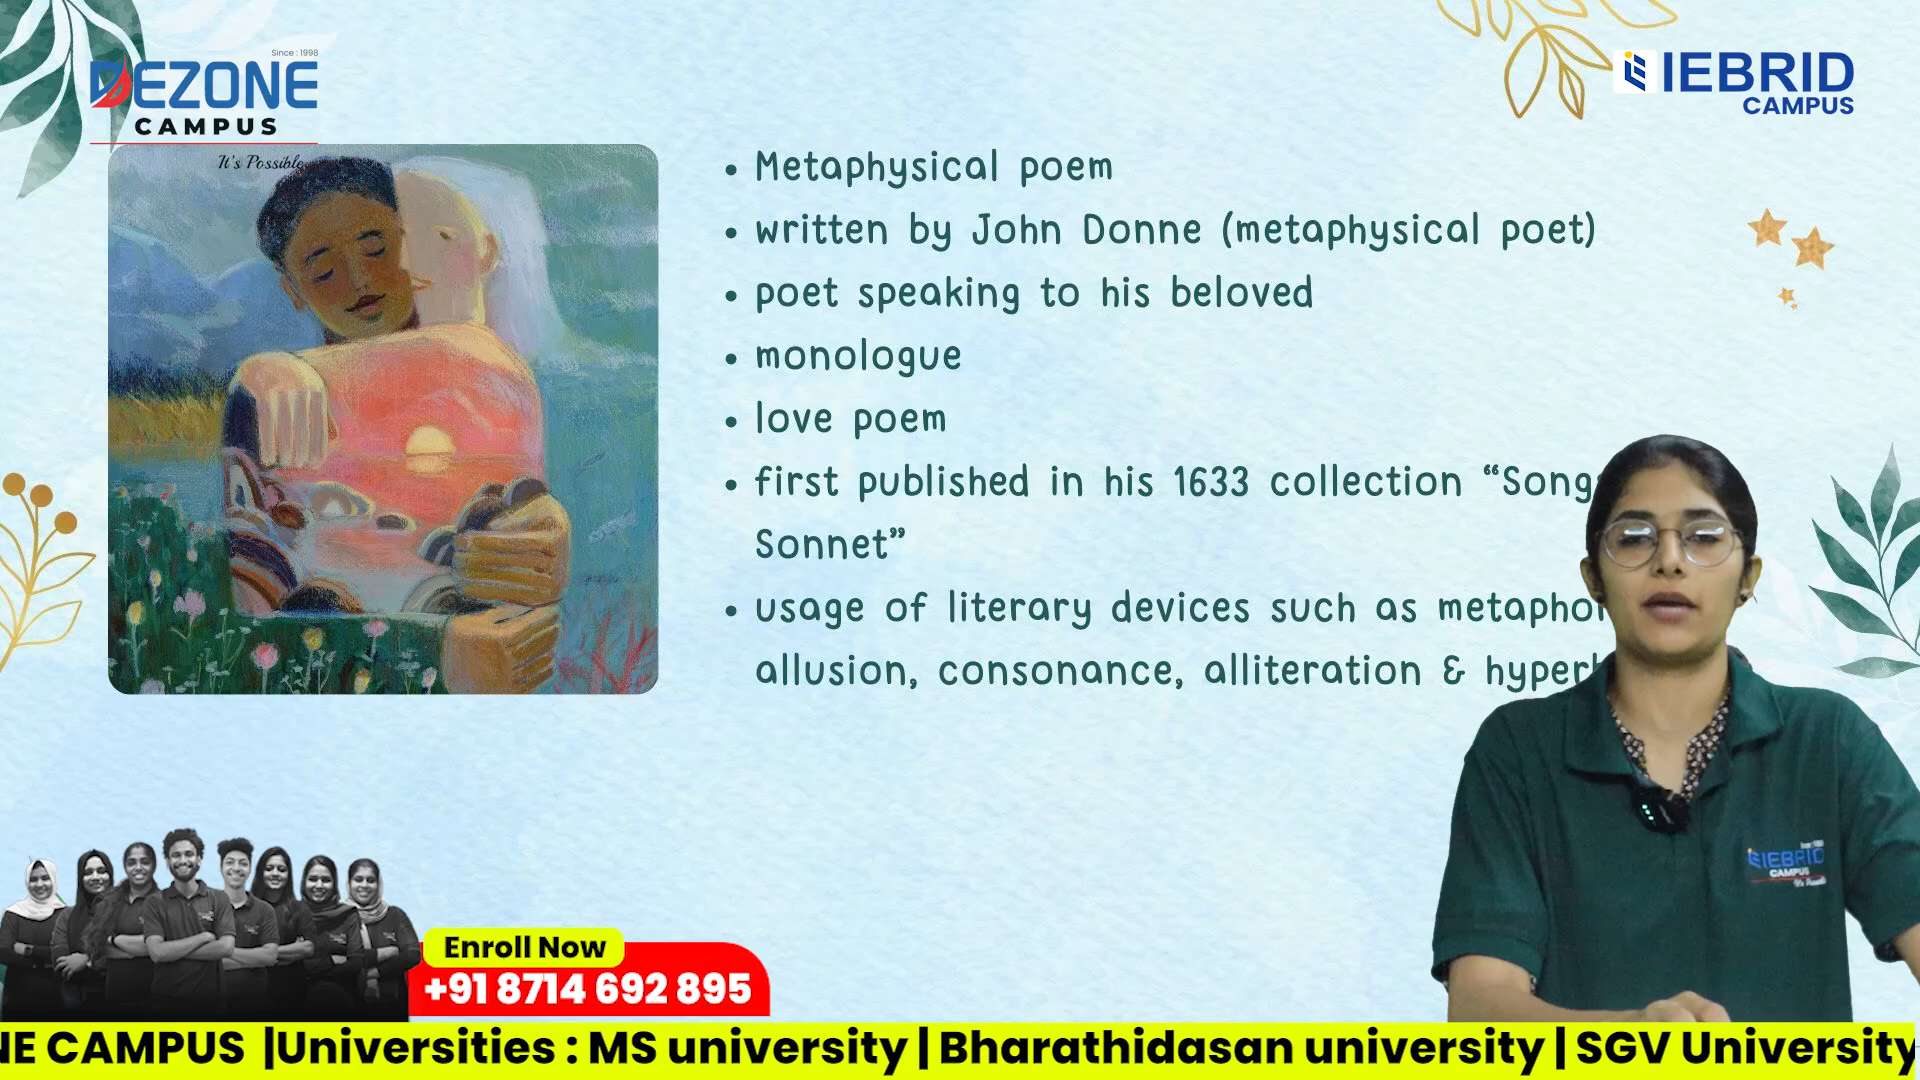 Since : 1998
DEZONE
CAMPUS
It's Possible
IEBRID
CAMPUS
Metaphysical poem
written by John Donne (metaphysical poet)
poet speaking to his beloved
monologue
love poem
first published in his 1633 collection “Song
Sonnet”
usage of literary devices such as metaphor
allusion, consonance, alliteration & hyperb
IEBRID
CAMPUS
Enroll Now
+91 8714 692 895
NE CAMPUS |Universities : MS university | Bharathidasan university | SGV University